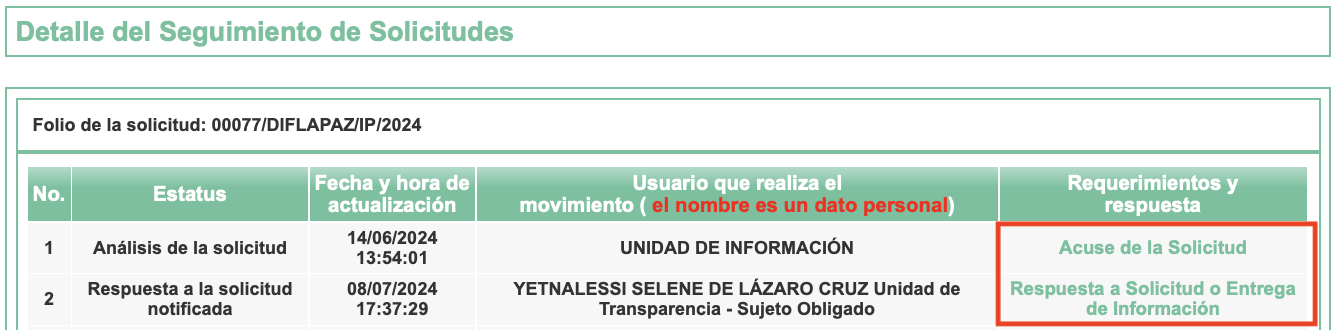 Detalle del Seguimiento de Solicitudes
Folio de la solicitud: 00077/DIFLAPAZ/IP/2024
No.
Estatus
Fecha y hora de
actualización
Usuario que realiza el
movimiento ( el nombre es un dato personal)
Requerimientos y
respuesta
1
Análisis de la solicitud
14/06/2024
13:54:01
UNIDAD DE INFORMACIÓN
Acuse de la Solicitud
2
Respuesta a la solicitud
notificada
08/07/2024
17:37:29
YETNALESSI SELENE DE LÁZARO CRUZ Unidad de
Transparencia - Sujeto Obligado
Respuesta a Solicitud o Entrega
de Información